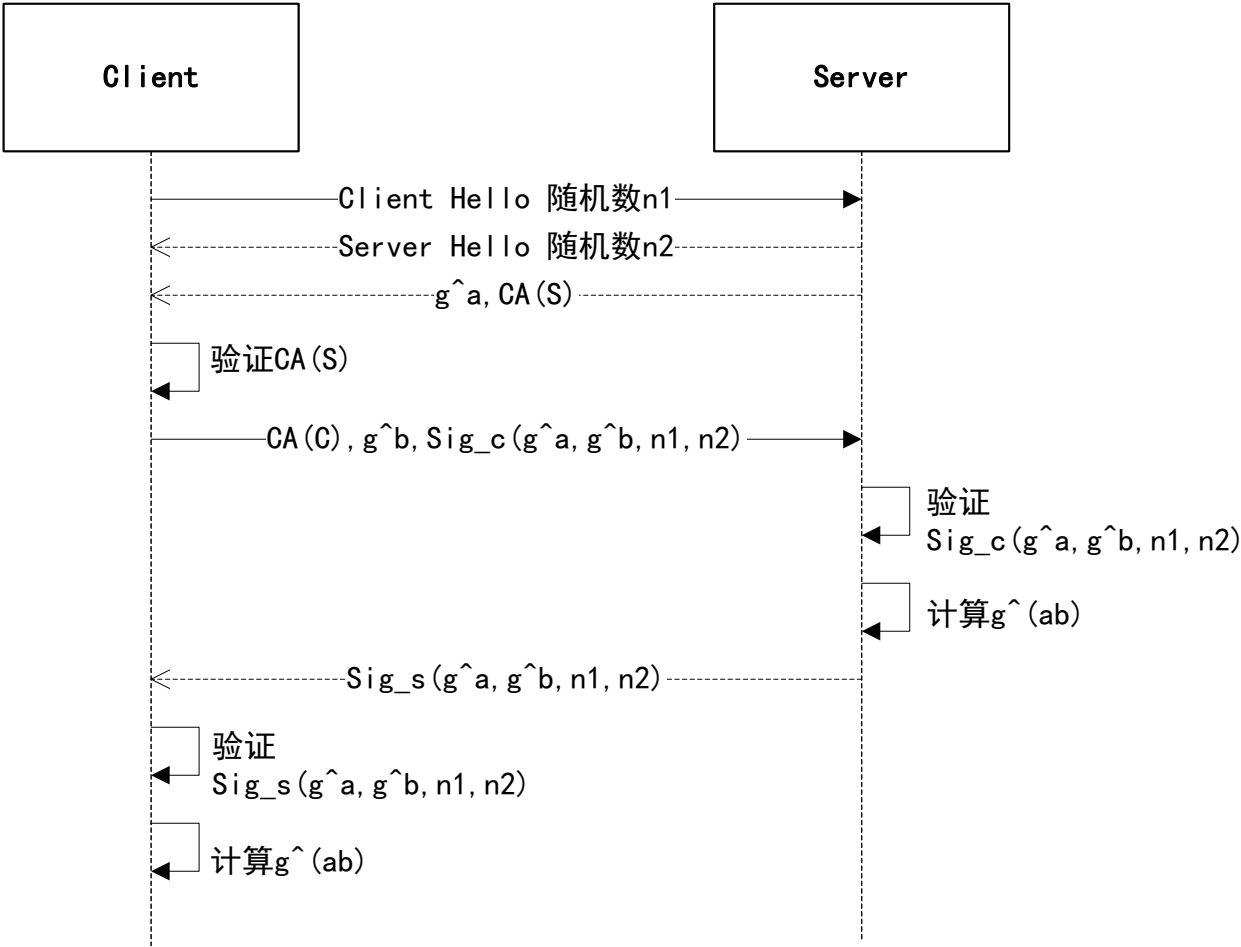 Client
Server
Client Hello 随机数n1
Server Hello 随机数n2
g^a,CA(S)
验证CA(S)
CA(C),g^b,Sig_c(g^a,g^b,n1,n2)
验证
Sig_c(g^a,g^b,n1,n2)
计算g^(ab)
Sig_s(g^a,g^b,n1,n2)
验证
Sig_s(g^a,g^b,n1,n2)
计算g^(ab)